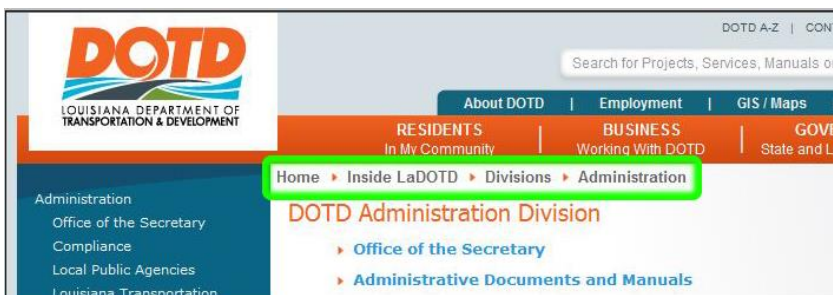 DOTD A-Z | CON
DOTD
LOUISIANA DEPARTMENT OF
TRANSPORTATION & DEVELOPMENT
Search for Projects, Services, Manuals o
About DOTD | Employment | GIS / Maps
RESIDENTS
In My Community
BUSINESS
Working With DOTD
GOV
State and L
Home Inside LaDOTD Divisions Administration
Administration
Office of the Secretary
Compliance
Local Public Agencies
Louisiana Transportation
DOTD Administration Division
Office of the Secretary
Administrative Documents and Manuals